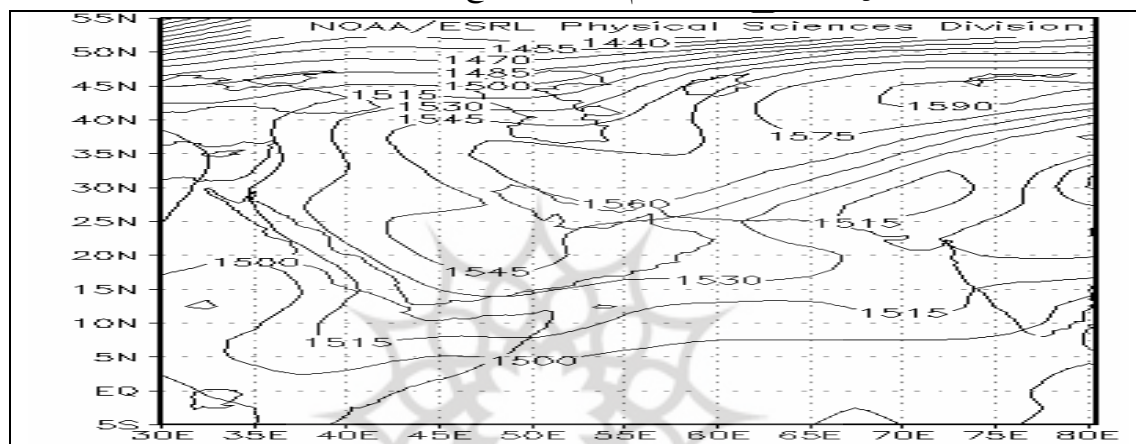 55N NOAA/ESRL Physical Sciences Division
1455 1440
50N
1470
1485
45N 1500
1515 1530 1590
40N 1545 1575
35N
30N
1560
25N 1515
20N
1500 1545 1530
15N
10N 1515
1515
5N 1500
EQ
5S
30E 35E 40E 45E 50E 55E 60E 65E 70E 75E 80E